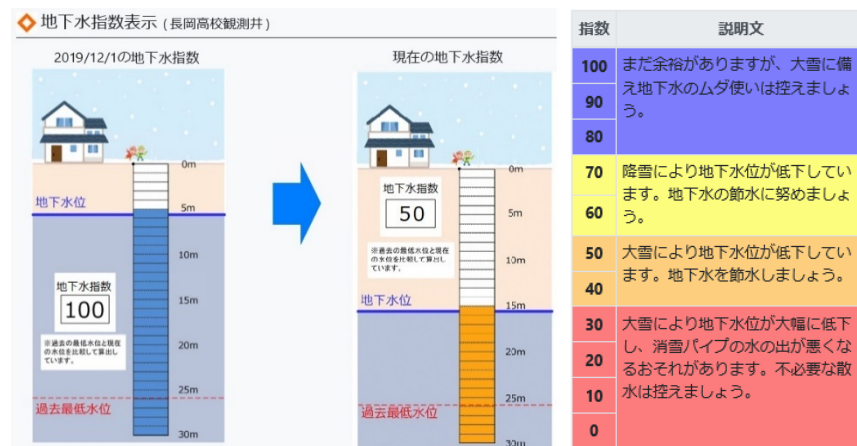 地下水指数表示 (長岡高校観測井)
2019/12/1の地下水指数
0m
地下水位
5m
10m
地下水指数
100
15m
※過去の最低水位と現在
の水位を比較して算出し
ています。
20m
25m
過去最低水位
30m
現在の地下水指数
0m
地下水指数
50
5m
※過去の最低水位と現在
の水位を比較して算出し
ています。
10m
地下水位
15m
20m
25m
過去最低水位
30m
指数 説明文
100
90
80
まだ余裕がありますが、大雪に備
え地下水のムダ使いは控えましょ
う。
70
60
降雪により地下水位が低下してい
ます。地下水の節水に努めましょ
う。
50
40
大雪により地下水位が低下してい
ます。地下水を節水しましょう。
30
20
10
0
大雪により地下水位が大幅に低下
し、消雪パイプの水の出が悪くな
るおそれがあります。不必要な散
水は控えましょう。